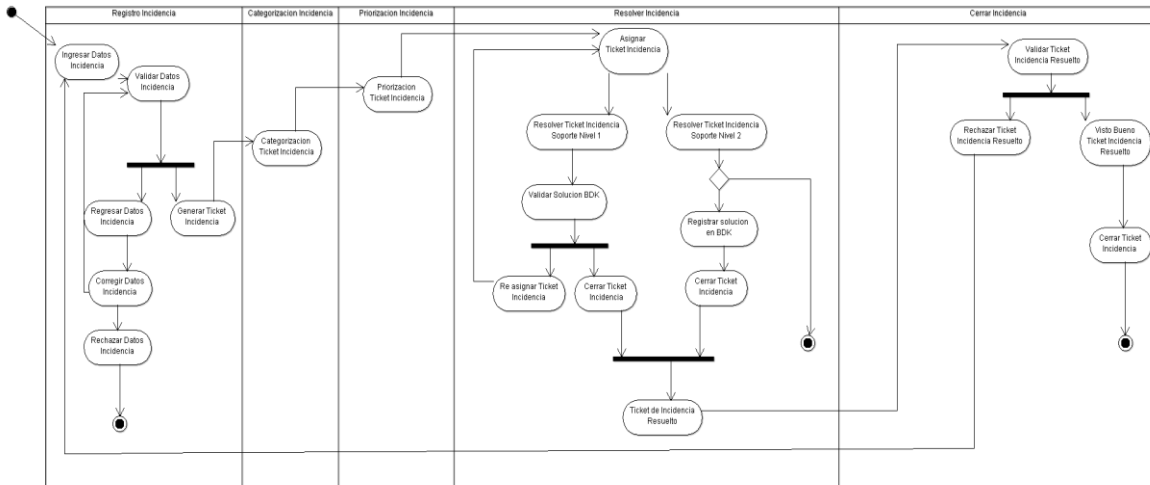 Registro Incidencia
Categorizacion Incidencia
Priorizacion Incidencia
Resolver Incidencia
Cerrar Incidencia
Ingresar Datos
Incidencia
Validar Datos
Incidencia
Regresar Datos
Incidencia
Generar Ticket
Incidencia
Corregir Datos
Incidencia
Rechazar Datos
Incidencia
Categorizacion
Ticket Incidencia
Priorizacion
Ticket Incidencia
Asignar
Ticket Incidencia
Resolver Ticket Incidencia
Soporte Nivel 1
Resolver Ticket Incidencia
Soporte Nivel 2
Validar Solucion BDK
Registrar solucion
en BDK
Re asignar Ticket
Incidencia
Cerrar Ticket
Incidencia
Cerrar Ticket
Incidencia
Ticket de Incidencia
Resuelto
Validar Ticket
Incidencia Resuelto
Rechazar Ticket
Incidencia Resuelto
Visto Bueno
Ticket Incidencia
Resuelto
Cerrar Ticket
Incidencia